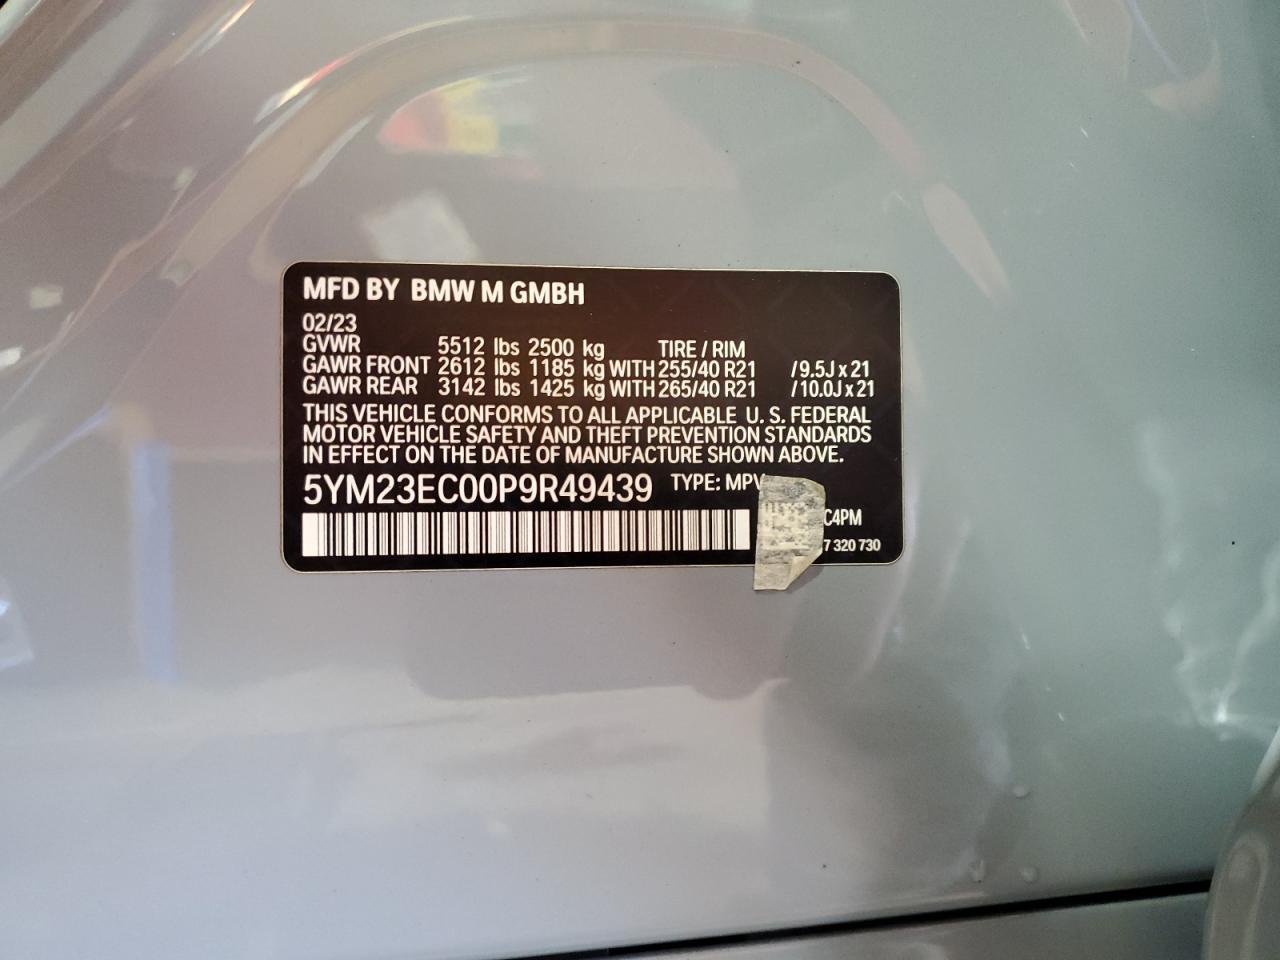 MFD BY BMW M GMBH
02/23
GVWR 5512 lbs 2500 kg TIRE / RIM
GAWR FRONT 2612 lbs 1185 kg WITH 255/40 R21 /9.5J x 21
GAWR REAR 3142 lbs 1425 kg WITH 265/40 R21 /10.0J x 21
THIS VEHICLE CONFORMS TO ALL APPLICABLE U. S. FEDERAL
MOTOR VEHICLE SAFETY AND THEFT PREVENTION STANDARDS
IN EFFECT ON THE DATE OF MANUFACTURE SHOWN ABOVE.
5YM23EC00P9R49439 TYPE: MPV
C4PM
7 320 730